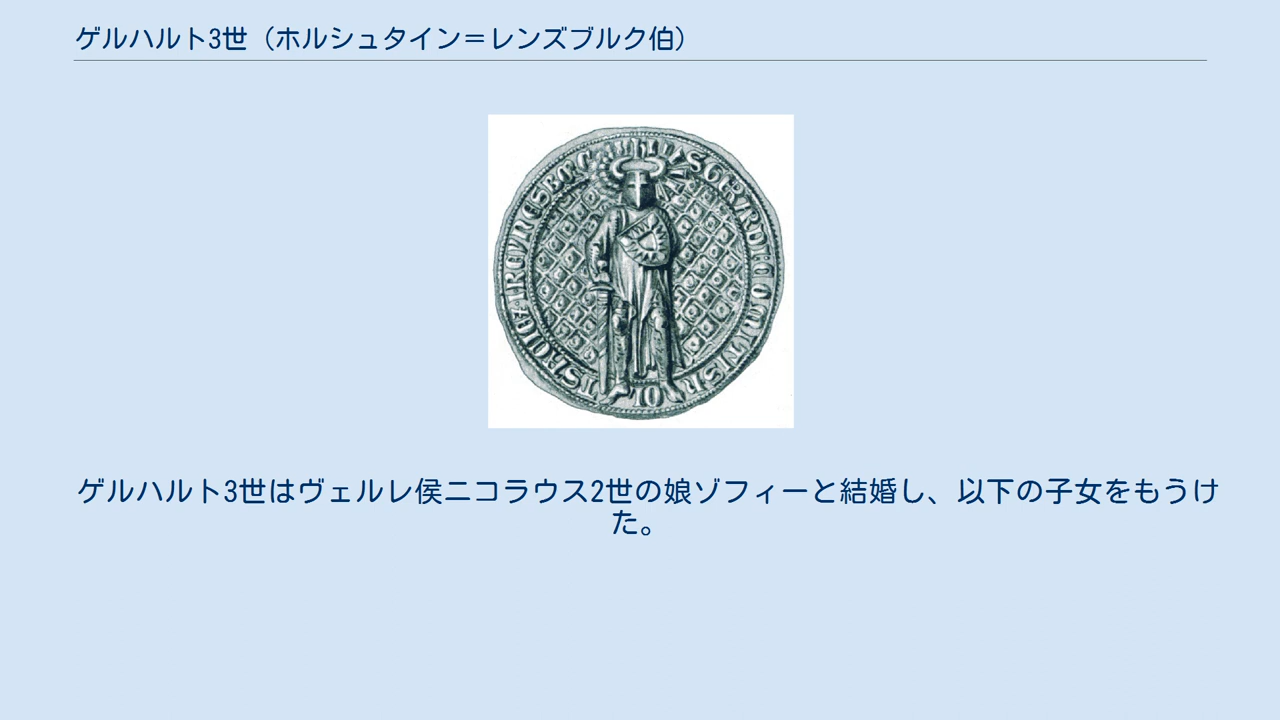 ゲルハルト3世（ホルシュタイン＝レンズブルク伯）
ゲルハルト3世はヴェルレ侯ニコラウス2世の娘ゾフィーと結婚し、以下の子女をもうけ
た。